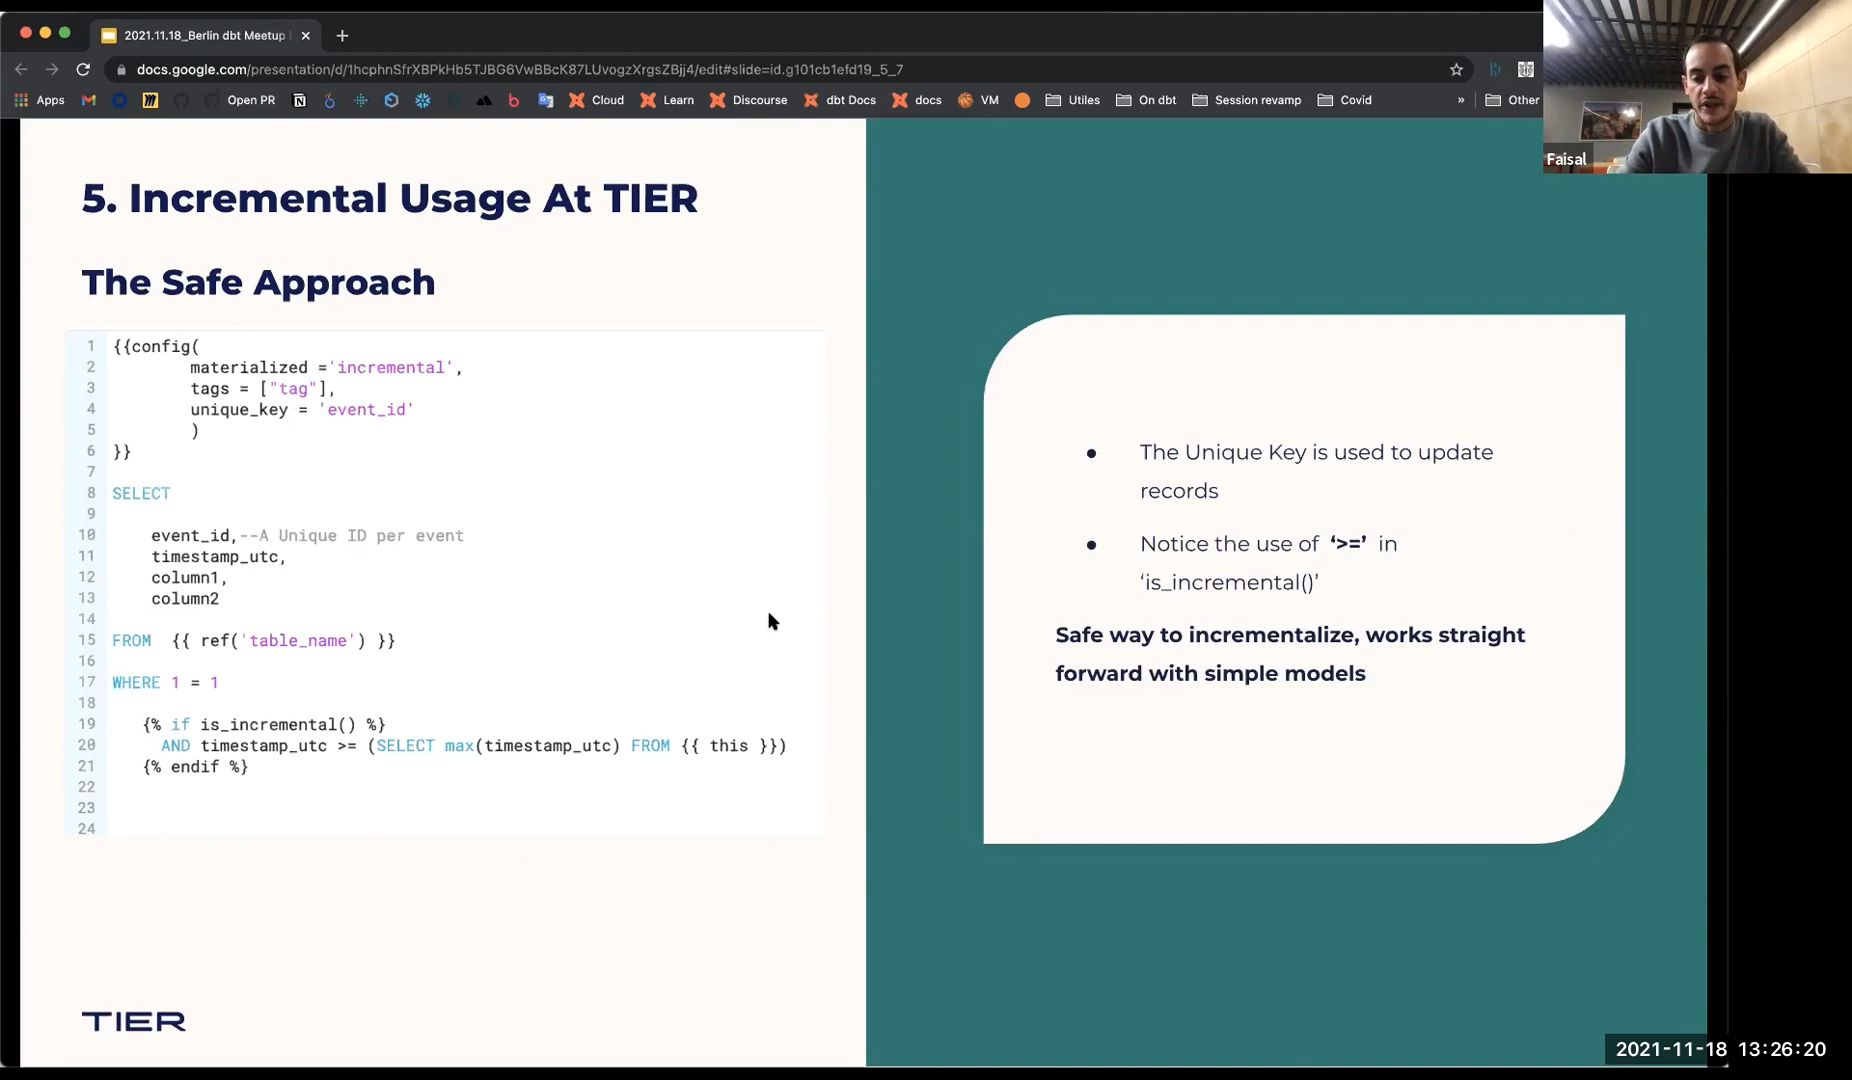 2021.11.18_Berlin dbt Meetup
docs.google.com/presentation/d/1hcphnSfrXBPkHb5TJBG6VwBBcK87LUvogzXrgsZBjj4/edit#slide=id.g101cb1efd19_5_7
Apps Open PR Cloud Learn Discourse dbt Docs docs VM Utiles On dbt Session revamp Covid » Other
Faisal
5. Incremental Usage At TIER
The Safe Approach
1 {{config(
2 materialized ='incremental',
3 tags = ["tag"],
4 unique_key = 'event_id'
5 )
6 }}
7
8 SELECT
9
10 event_id,--A Unique ID per event
11 timestamp_utc,
12 column1,
13 column2
14
15 FROM {{ ref('table_name') }}
16
17 WHERE 1 = 1
18
19 {% if is_incremental() %}
20 AND timestamp_utc >= (SELECT max(timestamp_utc) FROM {{ this }})
21 {% endif %}
22
23
24
● The Unique Key is used to update
records
● Notice the use of ‘>=’ in
‘is_incremental()’
Safe way to incrementalize, works straight
forward with simple models
TIER
2021-11-18 13:26:20